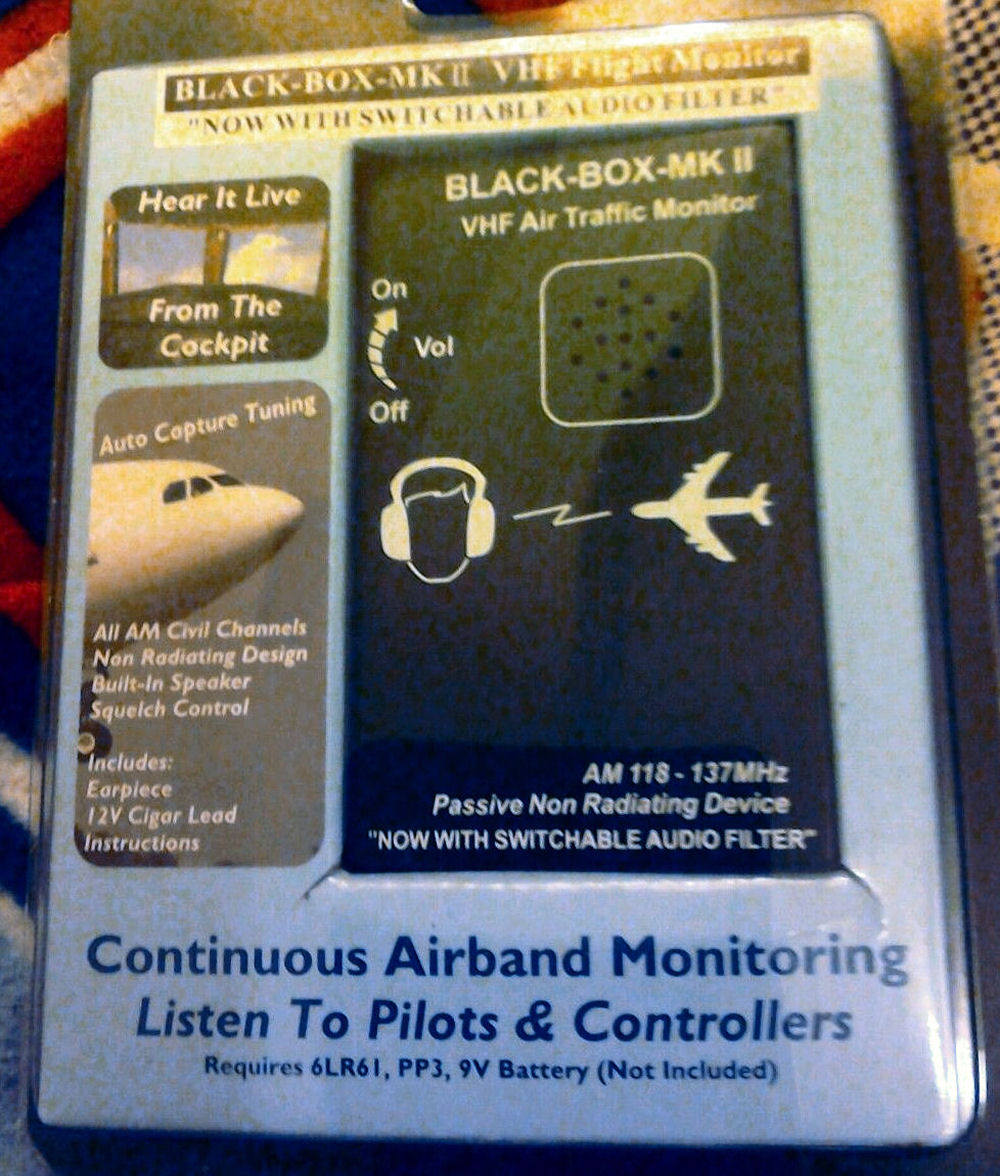 BLACK-BOX-MK II VHF Flight Monitor
"NOW WITH SWITCHABLE AUDIO FILTER"
Hear It Live
From The
Cockpit
Auto Capture Tuning
All AM Civil Channels
Non Radiating Design
Built-In Speaker
Squelch Control
Includes:
Earpiece
12V Cigar Lead
Instructions
BLACK-BOX-MK II
VHF Air Traffic Monitor
On
Vol
Off
AM 118 - 137MHz
Passive Non Radiating Device
"NOW WITH SWITCHABLE AUDIO FILTER"
Continuous Airband Monitoring
Listen To Pilots & Controllers
Requires 6LR61, PP3, 9V Battery (Not Included)